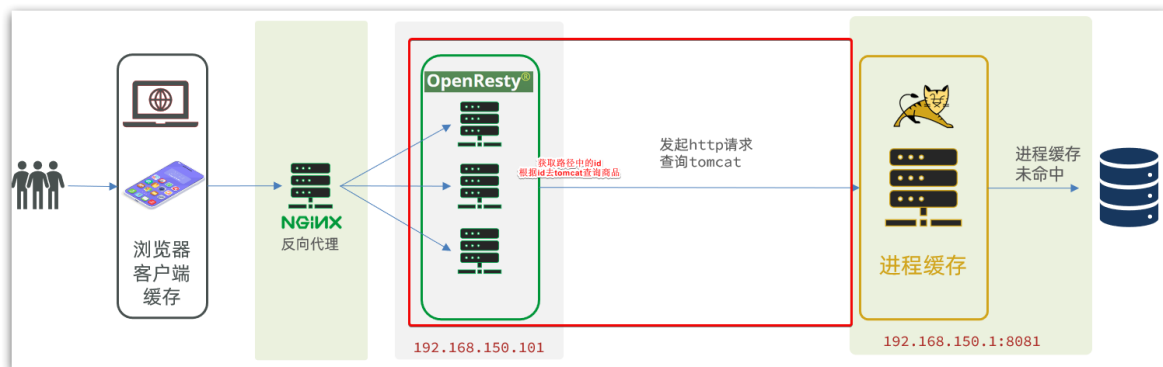 浏览器
客户端
缓存
NGiNX
反向代理
OpenResty®
获取路径中的id
根据id去tomcat查询商品
192.168.150.101
发起http请求
查询tomcat
进程缓存
192.168.150.1:8081
进程缓存
未命中